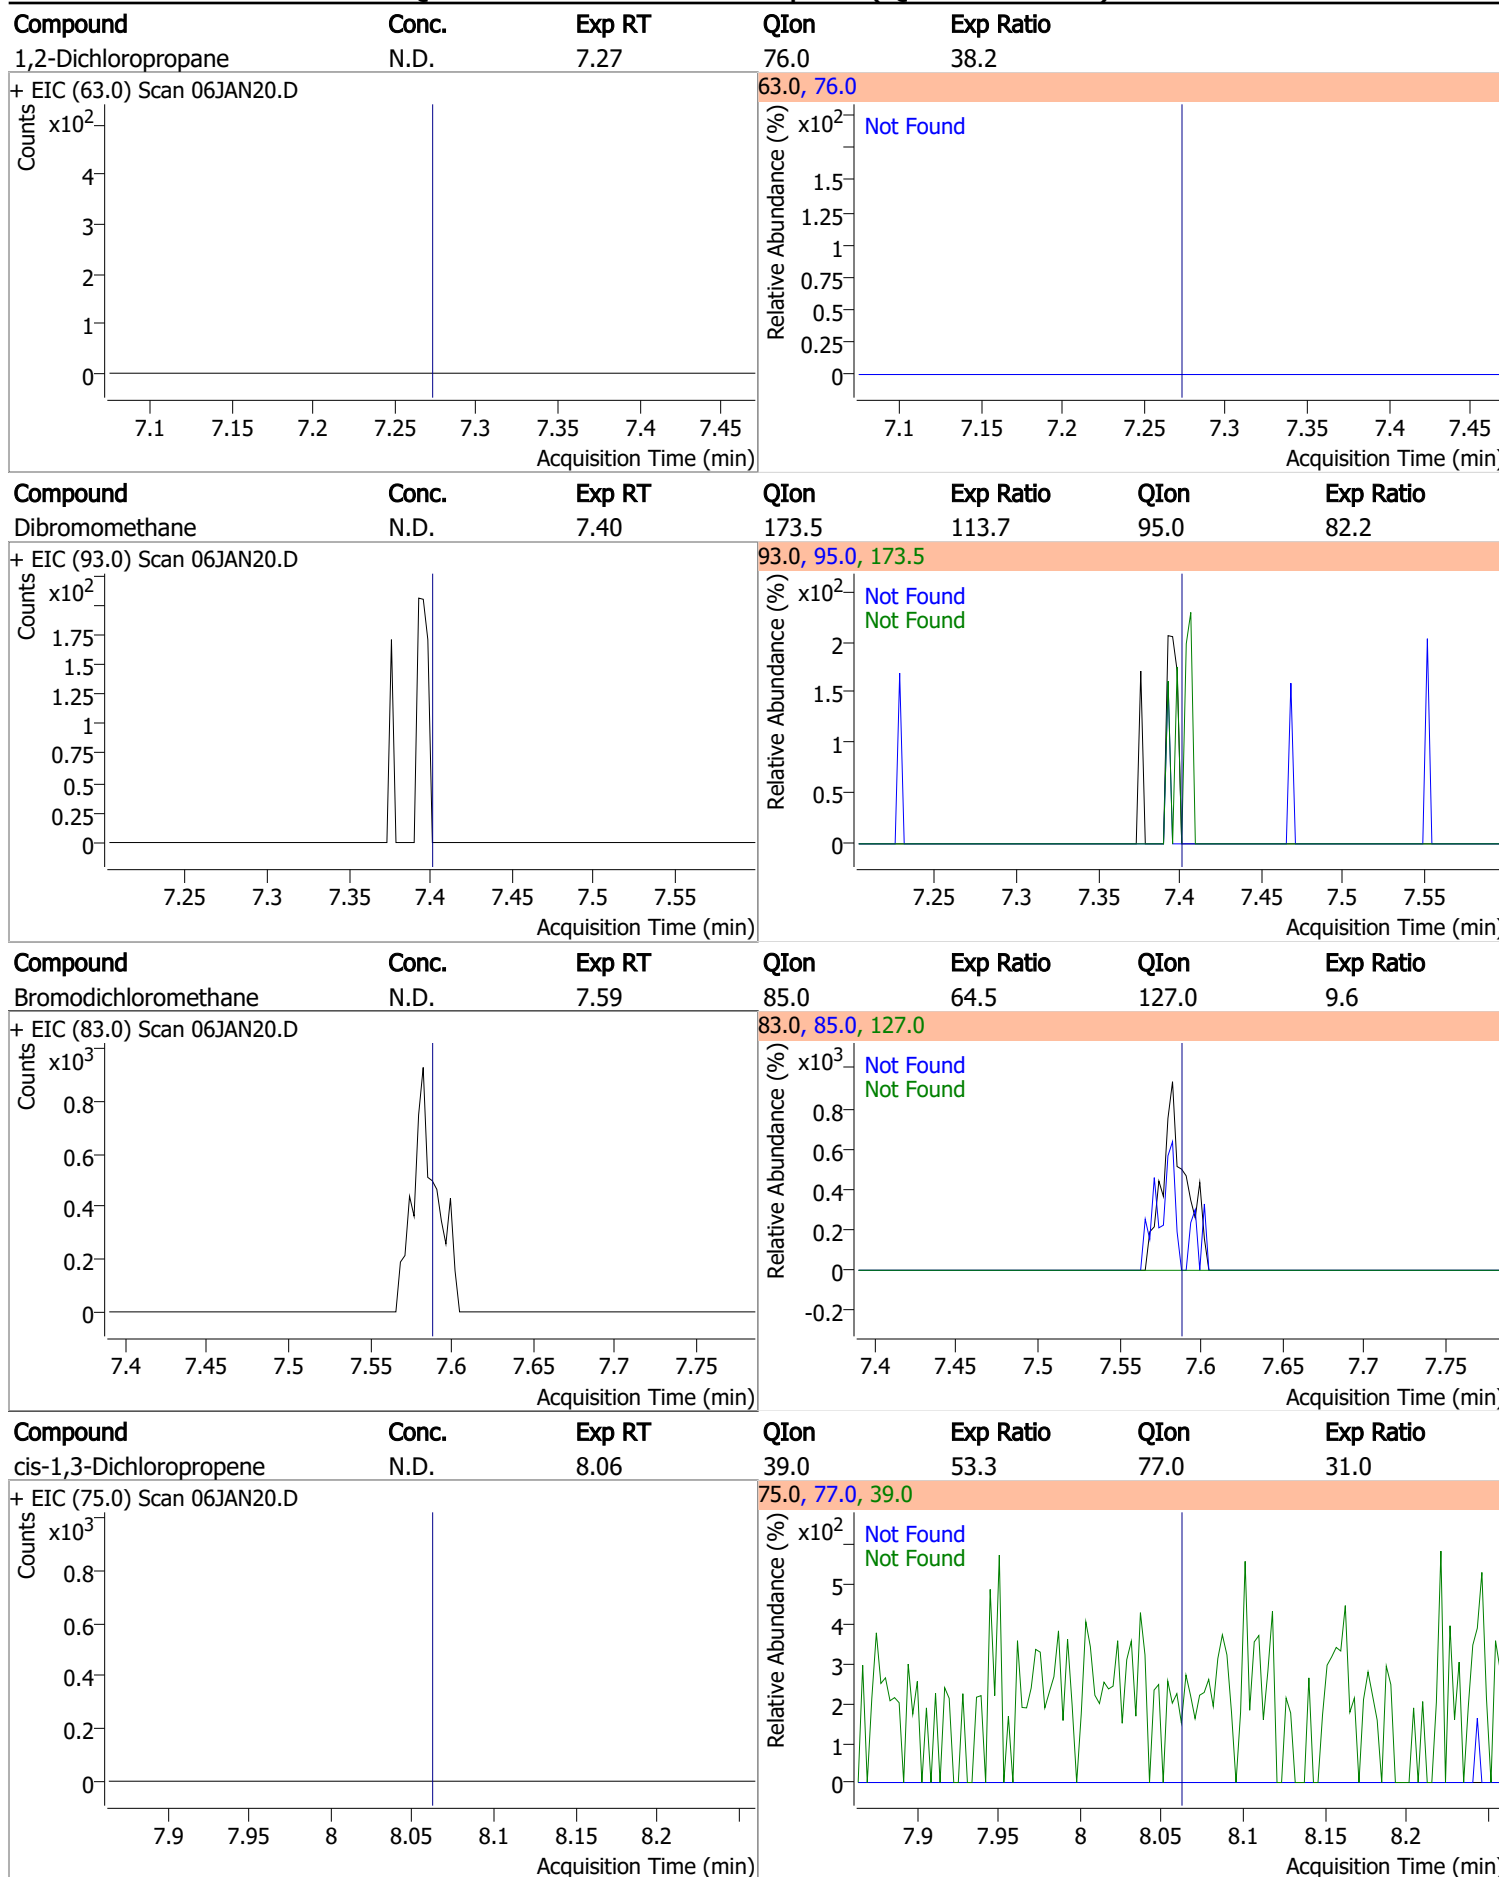 Compound Conc. Exp RT QIon Exp Ratio
1,2-Dichloropropane N.D. 7.27 76.0 38.2
+ EIC (63.0) Scan 06JAN20.D 63.0, 76.0
Counts
x102
4
3
2
1
0
7.1 7.15 7.2 7.25 7.3 7.35 7.4 7.45
Acquisition Time (min)
Relative Abundance (%)
x102
Not Found
1.5
1.25
1
0.75
0.5
0.25
0
7.1 7.15 7.2 7.25 7.3 7.35 7.4 7.45
Acquisition Time (min)
Compound Conc. Exp RT QIon Exp Ratio QIon Exp Ratio
Dibromomethane N.D. 7.40 173.5 113.7 95.0 82.2
+ EIC (93.0) Scan 06JAN20.D 93.0, 95.0, 173.5
Counts
x102
1.75
1.5
1.25
1
0.75
0.5
0.25
0
7.25 7.3 7.35 7.4 7.45 7.5 7.55
Acquisition Time (min)
Relative Abundance (%)
x102
Not Found
Not Found
2
1.5
1
0.5
0
7.25 7.3 7.35 7.4 7.45 7.5 7.55
Acquisition Time (min)
Compound Conc. Exp RT QIon Exp Ratio QIon Exp Ratio
Bromodichloromethane N.D. 7.59 85.0 64.5 127.0 9.6
+ EIC (83.0) Scan 06JAN20.D 83.0, 85.0, 127.0
Counts
x103
0.8
0.6
0.4
0.2
0
7.4 7.45 7.5 7.55 7.6 7.65 7.7 7.75
Acquisition Time (min)
Relative Abundance (%)
x103
Not Found
Not Found
0.8
0.6
0.4
0.2
0
-0.2
7.4 7.45 7.5 7.55 7.6 7.65 7.7 7.75
Acquisition Time (min)
Compound Conc. Exp RT QIon Exp Ratio QIon Exp Ratio
cis-1,3-Dichloropropene N.D. 8.06 39.0 53.3 77.0 31.0
+ EIC (75.0) Scan 06JAN20.D 75.0, 77.0, 39.0
Counts
x103
0.8
0.6
0.4
0.2
0
7.9 7.95 8 8.05 8.1 8.15 8.2
Acquisition Time (min)
Relative Abundance (%)
x102
Not Found
Not Found
5
4
3
2
1
0
7.9 7.95 8 8.05 8.1 8.15 8.2
Acquisition Time (min)